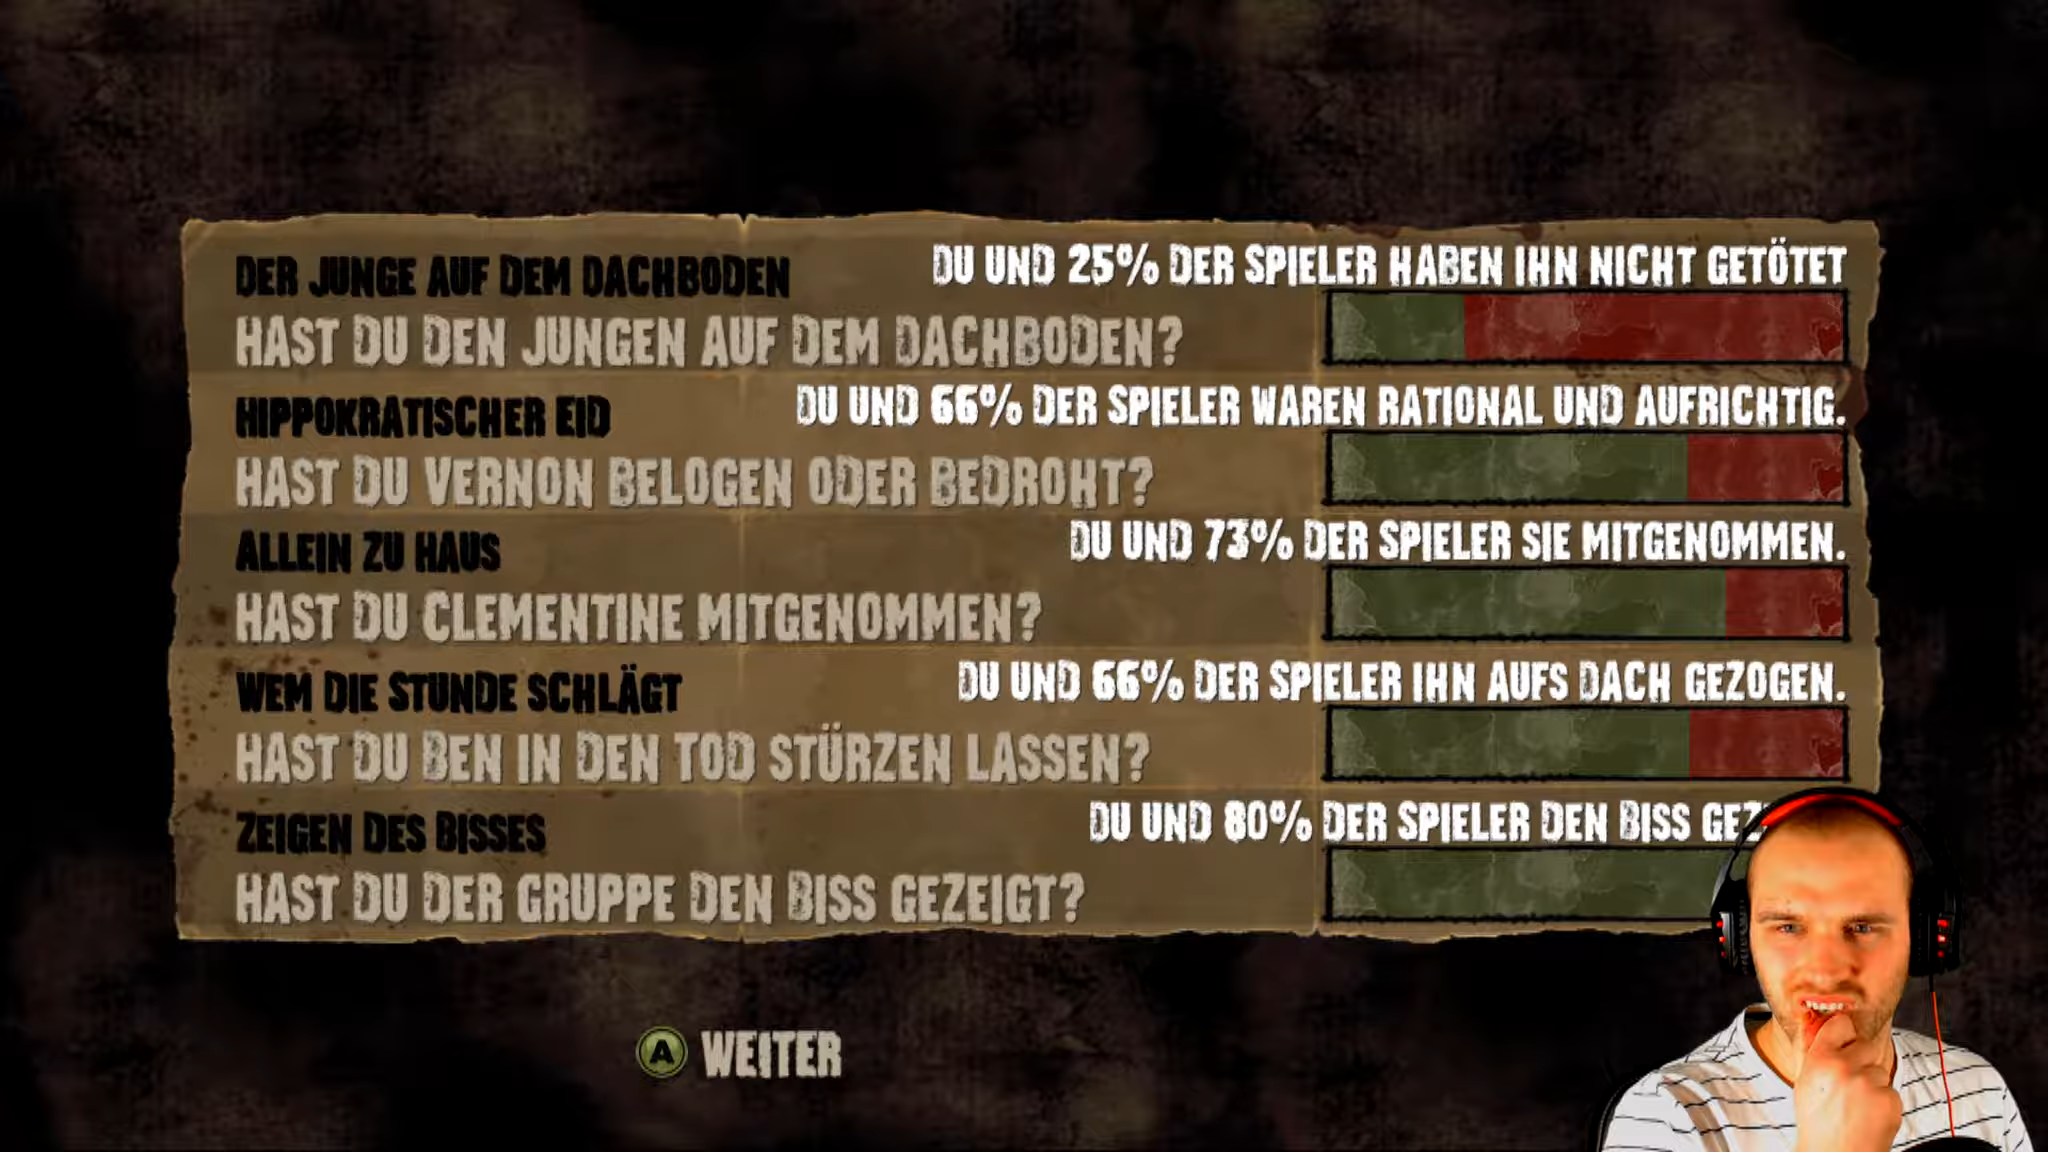 DER JUNGE AUF DEM DACHBODEN
DU UND 25% DER SPIELER HABEN IHN NICHT GETÖTET
HAST DU DEN JUNGEN AUF DEM DACHBODEN?
HIPPOKRATISCHER EID
DU UND 66% DER SPIELER WAREN RATIONAL UND AUFRICHTIG.
HAST DU VERNON BELOGEN ODER BEDROHT?
ALLEIN ZU HAUS
DU UND 73% DER SPIELER SIE MITGENOMMEN.
HAST DU CLEMENTINE MITGENOMMEN?
WEM DIE STUNDE SCHLÄGT
DU UND 66% DER SPIELER IHN AUFS DACH GEZOGEN.
HAST DU BEN IN DEN TOD STÜRZEN LASSEN?
ZEIGEN DES BISSES
DU UND 80% DER SPIELER DEN BISS
HAST DU DER GRUPPE DEN BISS GEZEIGT?
A WEITER